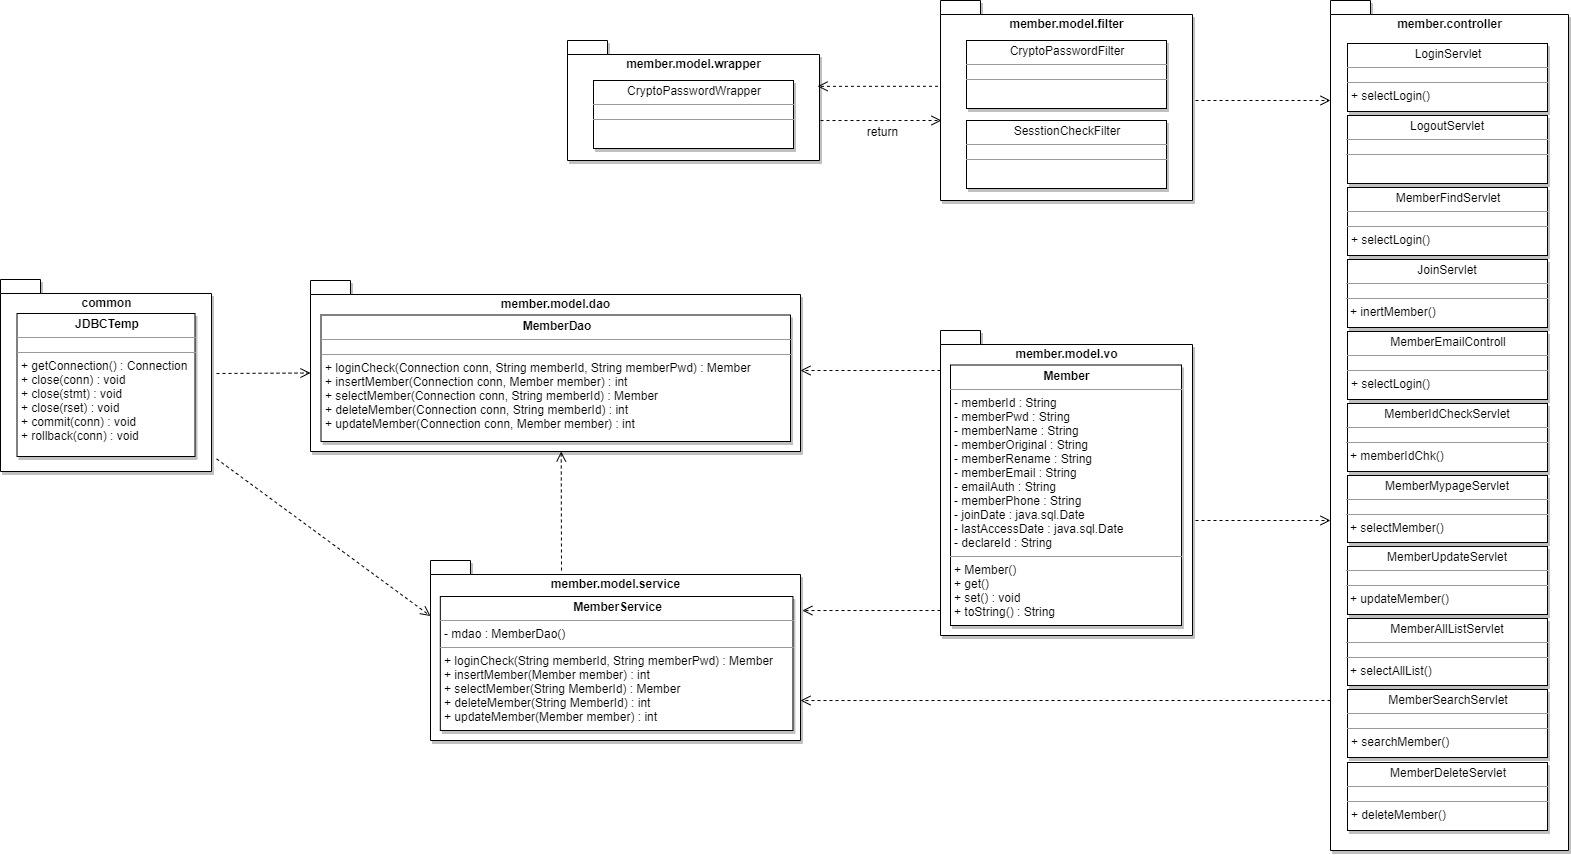 member.model.wrapper
CryptoPasswordWrapper
return
member.model.filter
CryptoPasswordFilter
SesstionCheckFilter
member.controller
LoginServlet
+ selectLogin()
LogoutServlet
MemberFindServlet
+ selectLogin()
JoinServlet
+ inertMember()
MemberEmailControll
+ selectLogin()
MemberIdCheckServlet
+ memberIdChk()
MemberMypageServlet
+ selectMember()
MemberUpdateServlet
+ updateMember()
MemberAllListServlet
+ selectAllList()
MemberSearchServlet
+ searchMember()
MemberDeleteServlet
+ deleteMember()
common
JDBCTemp
+ getConnection() : Connection
+ close(conn) : void
+ close(stmt) : void
+ close(rset) : void
+ commit(conn) : void
+ rollback(conn) : void
member.model.dao
MemberDao
+ loginCheck(Connection conn, String memberId, String memberPwd) : Member
+ insertMember(Connection conn, Member member) : int
+ selectMember(Connection conn, String memberId) : Member
+ deleteMember(Connection conn, String memberId) : int
+ updateMember(Connection conn, Member member) : int
member.model.vo
Member
- memberId : String
- memberPwd : String
- memberName : String
- memberOriginal : String
- memberRename : String
- memberEmail : String
- emailAuth : String
- memberPhone : String
- joinDate : java.sql.Date
- lastAccessDate : java.sql.Date
- declareId : String
+ Member()
+ get()
+ set() : void
+ toString() : String
member.model.service
MemberService
- mdao : MemberDao()
+ loginCheck(String memberId, String memberPwd) : Member
+ insertMember(Member member) : int
+ selectMember(String MemberId) : Member
+ deleteMember(String MemberId) : int
+ updateMember(Member member) : int